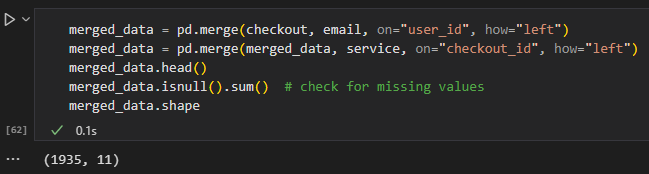 merged_data = pd.merge(checkout, email, on="user_id", how="left")
merged_data = pd.merge(merged_data, service, on="checkout_id", how="left")
merged_data.head()
merged_data.isnull().sum()  # check for missing values
merged_data.shape
[62]
0.1s
(1935, 11)